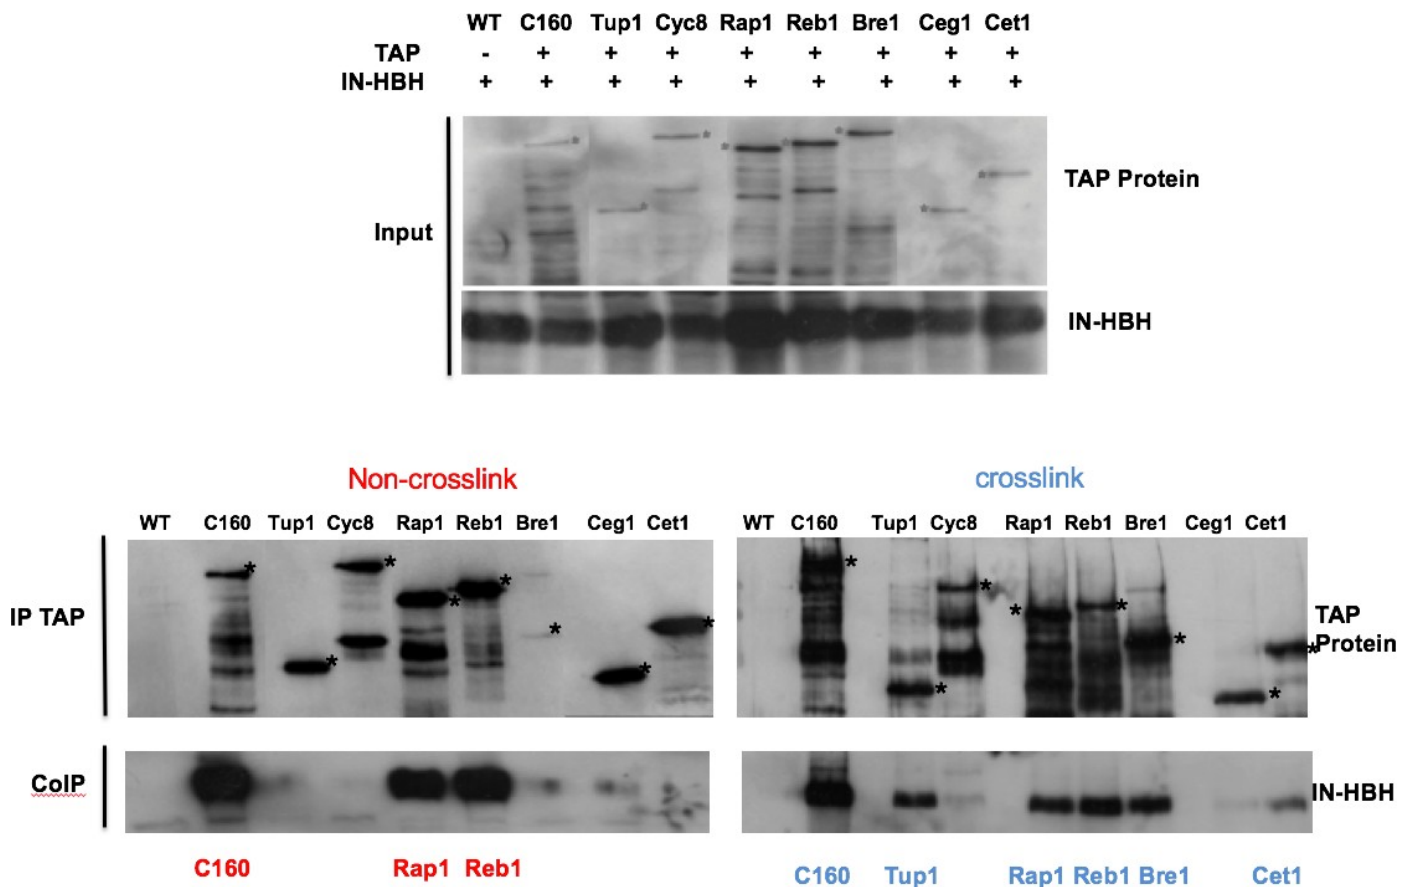 WT C160 Tup1 Cyc8 Rap1 Reb1 Bre1 Ceg1 Cet1
TAP - + + + + + + + +
IN-HBH + + + + + + + + +
* * * * * * * * TAP Protein
Input
IN-HBH
Non-crosslink
crosslink
WT C160 Tup1 Cyc8 Rap1 Reb1 Bre1 Ceg1 Cet1
WT C160 Tup1 Cyc8 Rap1 Reb1 Bre1 Ceg1 Cet1
IP TAP
* * * * * * * *
* * * * * * * *
TAP
Protein
CoIP
IN-HBH
C160 Rap1 Reb1
C160 Tup1 Rap1 Reb1 Bre1 Cet1